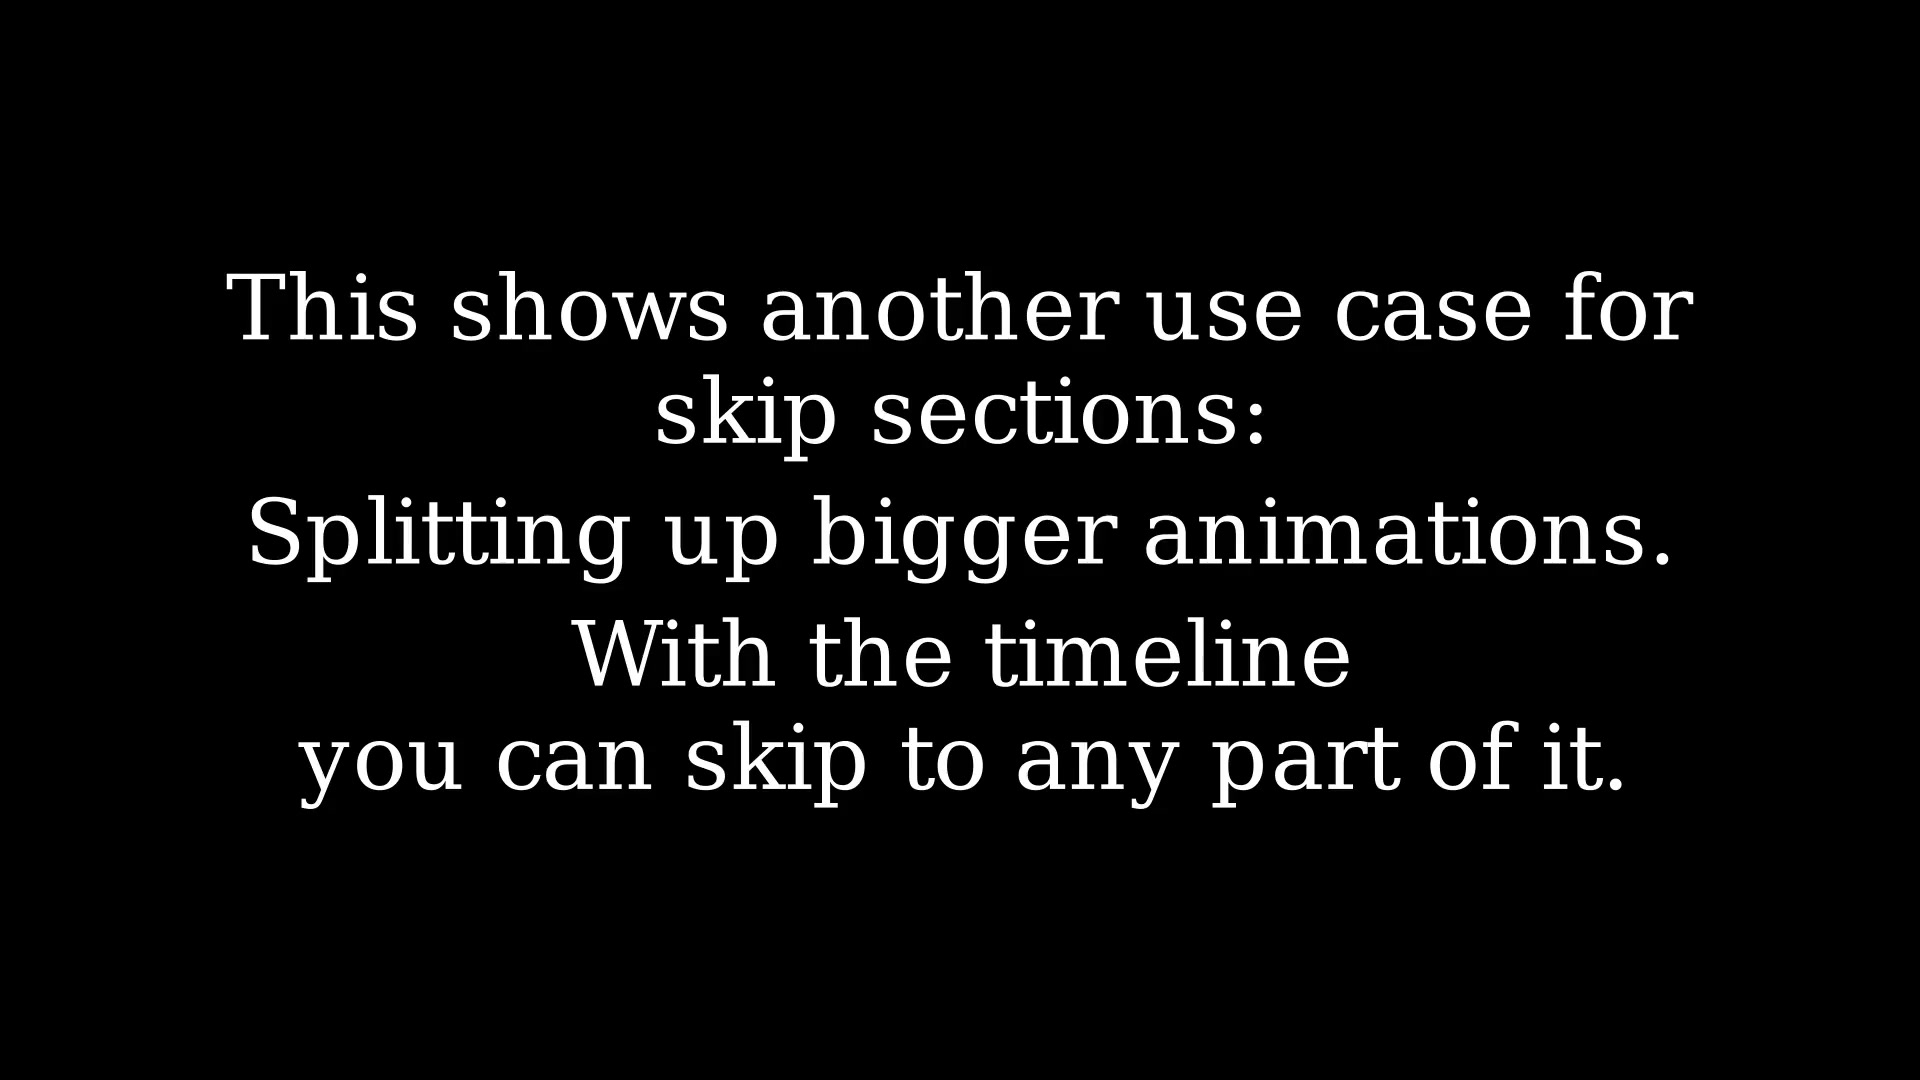 This shows another use case for
skip sections:
Splitting up bigger animations.
With the timeline
you can skip to any part of it.